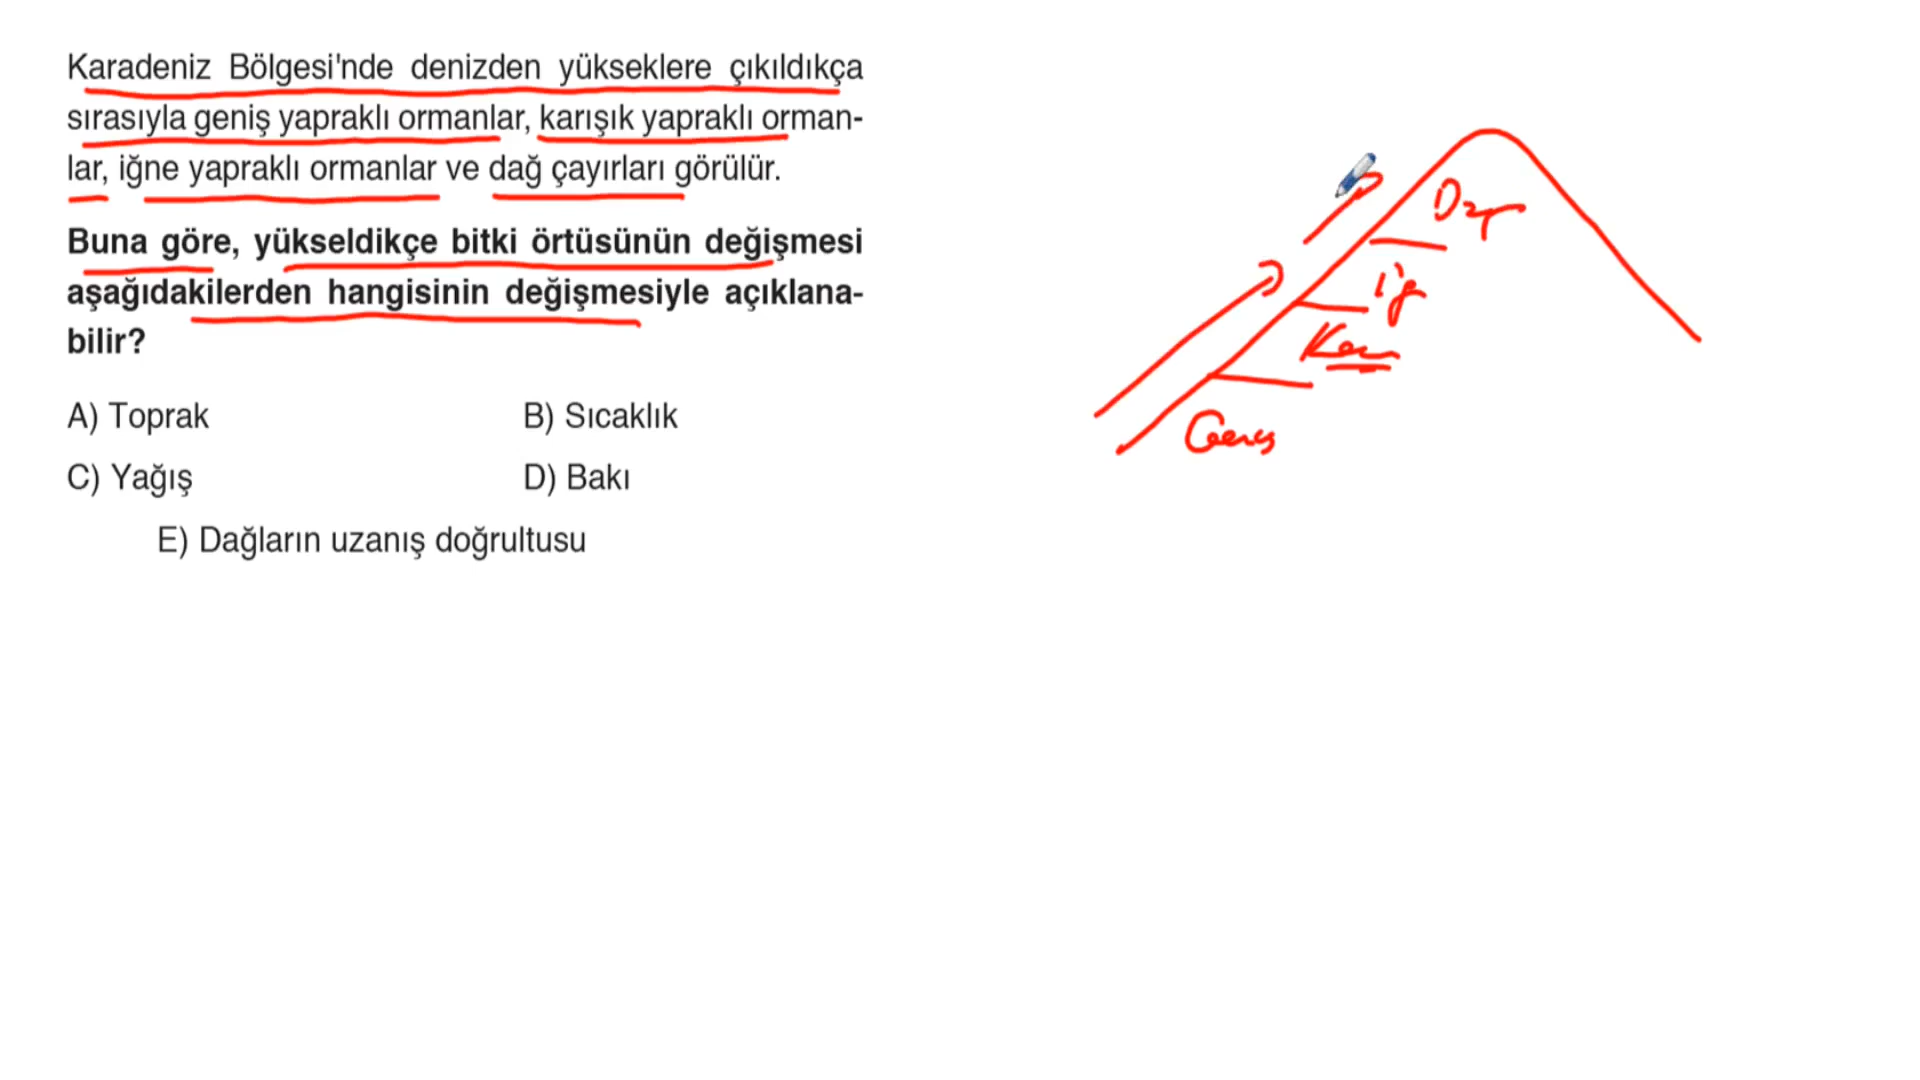 Karadeniz Bölgesi'nde denizden yükseklere çıkıldıkça
sırasıyla geniş yapraklı ormanlar, karışık yapraklı orman-
lar, iğne yapraklı ormanlar ve dağ çayırları görülür.
Buna göre, yükseldikçe bitki örtüsünün değişmesi
aşağıdakilerden hangisinin değişmesiyle açıklana-
bilir?
A) Toprak
B) Sıcaklık
C) Yağış
D) Bakı
E) Dağların uzanış doğrultusu